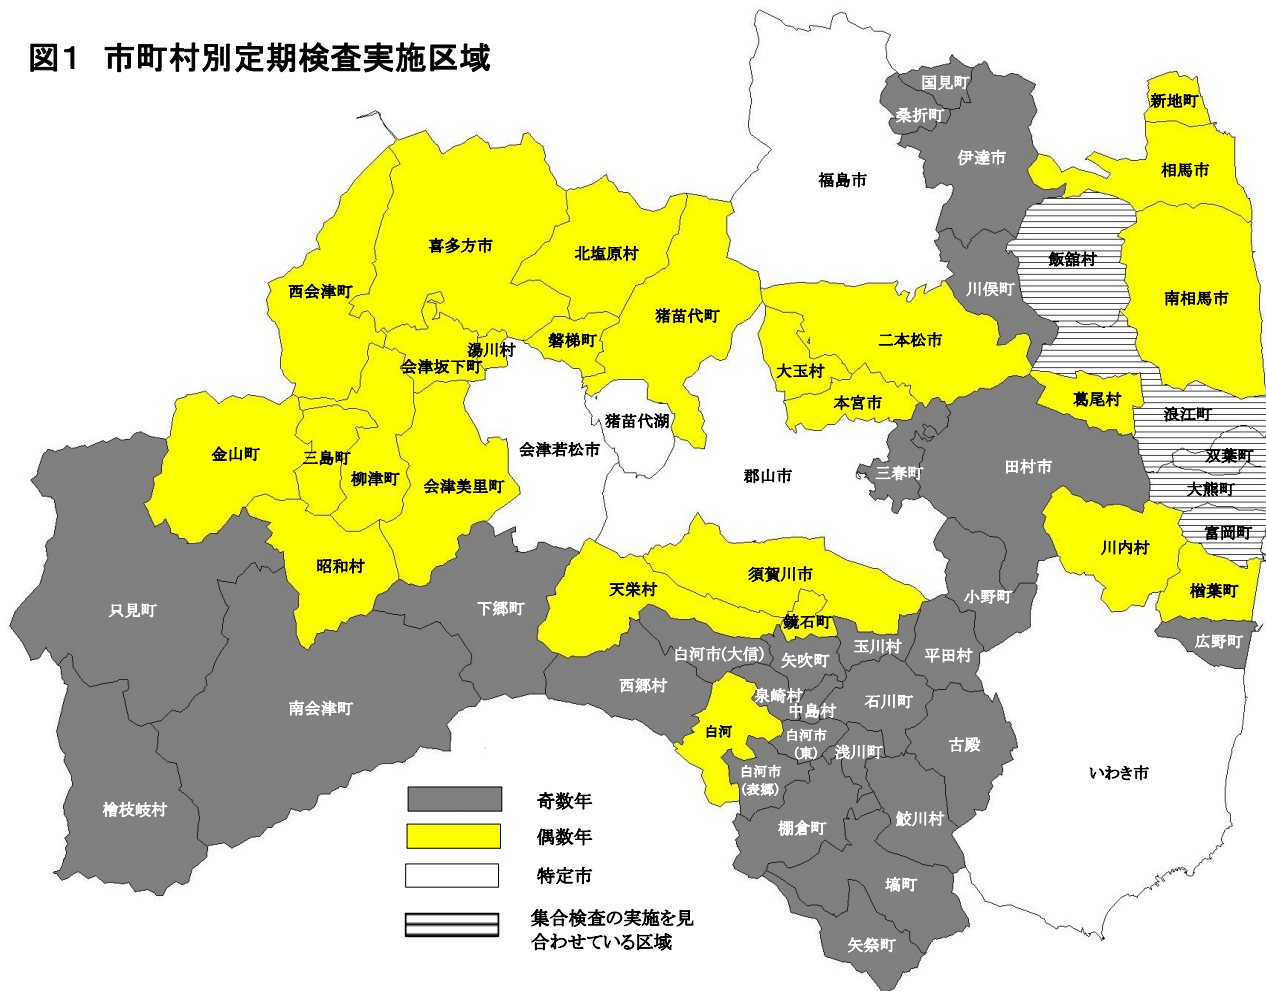 図1 市町村別定期検査実施区域
国見町
桑折町
伊達市
新地町
相馬市
福島市
喜多方市
北塩原村
西会津町
飯舘村
川俣町
南相馬市
猪苗代町
二本松市
磐梯町
湯川村
会津坂下町
大玉村
本宮市
葛尾村
浪江町
猪苗代湖
会津若松市
金山町
三島町
柳津町
会津美里町
郡山市
三春町
田村市
双葉町
大熊町
富岡町
川内村
楢葉町
昭和村
天栄村
須賀川市
鏡石町
小野町
只見町
下郷町
広野町
白河市(大信)
矢吹町
玉川村
平田村
西郷村
泉崎村
中島村
石川町
南会津町
白河
白河市
(東)
浅川町
古殿
白河市
(表郷)
いわき市
檜枝岐村
棚倉町
鮫川村
塙町
矢祭町
奇数年
偶数年
特定市
集合検査の実施を見
合わせている区域